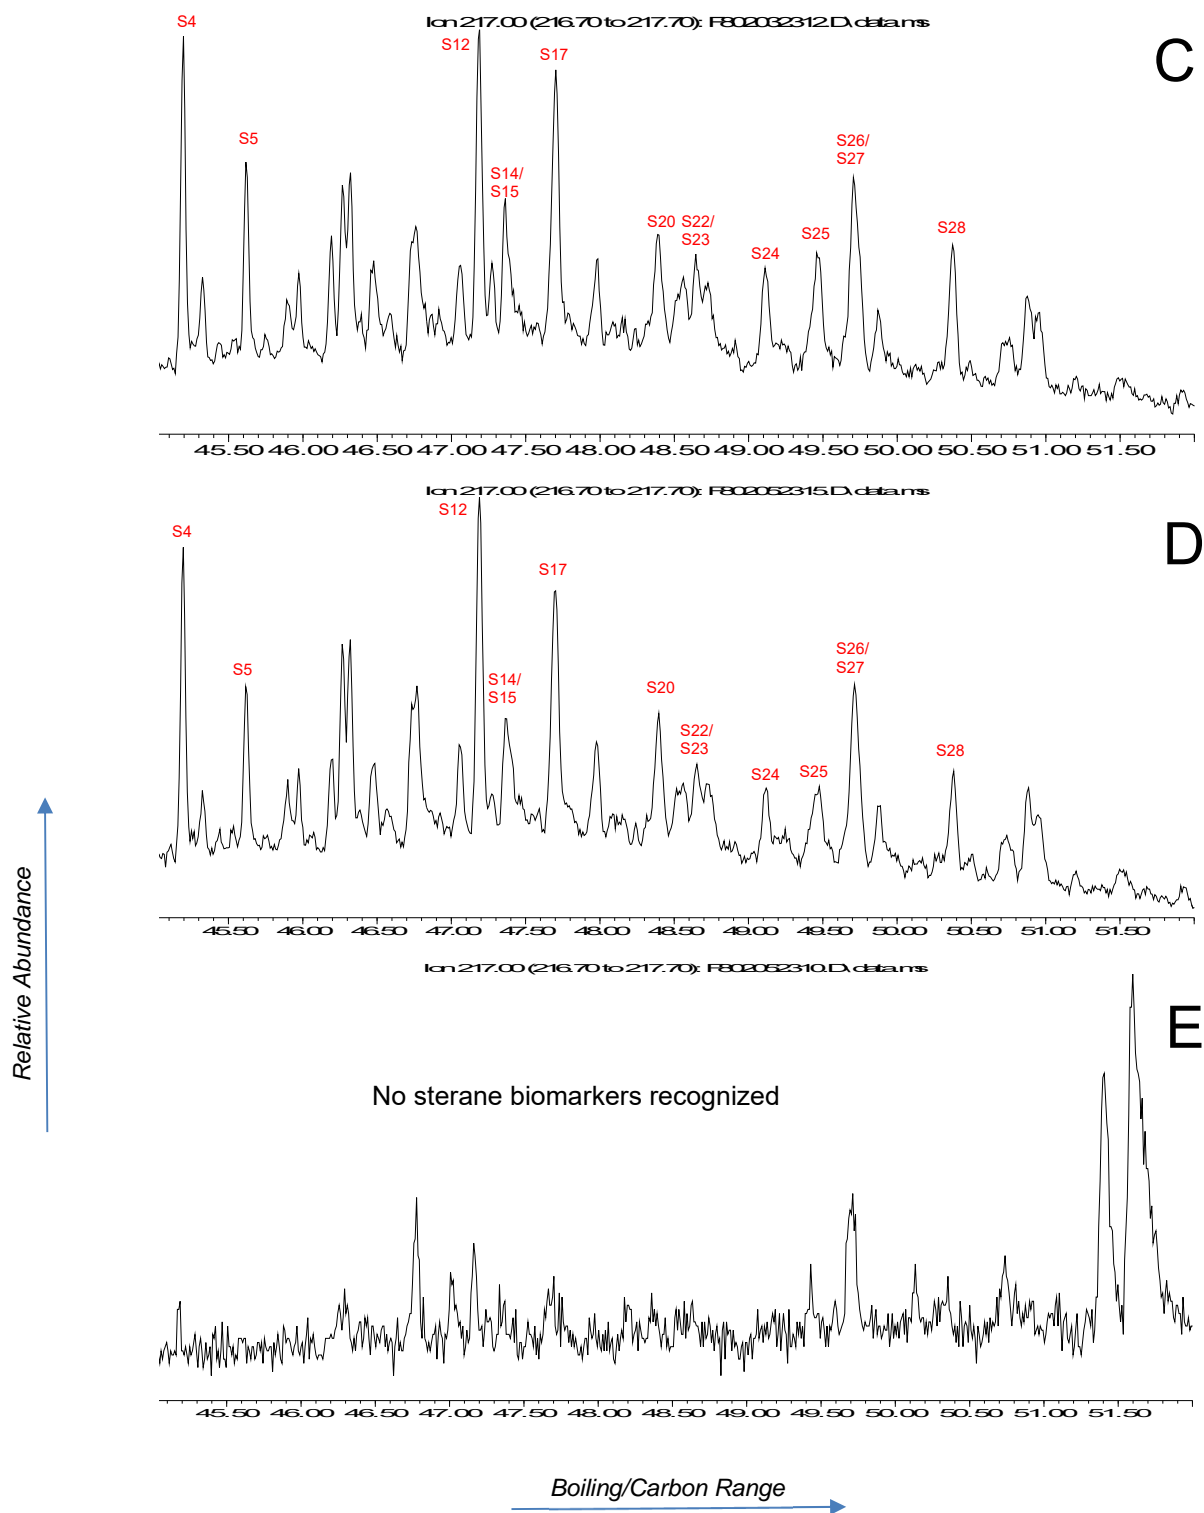 Ion 217.00 (216.70 to 217.70): F802032312.D\data.ms
C
S4
S12
S17
S5
S26/
S27
S14/
S15
S20
S22/
S23
S24
S25
S28
45.50 46.00 46.50 47.00 47.50 48.00 48.50 49.00 49.50 50.00 50.50 51.00 51.50
Ion 217.00 (216.70 to 217.70): F802052315.D\data.ms
D
S4
S12
S17
S5
S26/
S27
S14/
S15
S20
S22/
S23
S24
S25
S28
45.50 46.00 46.50 47.00 47.50 48.00 48.50 49.00 49.50 50.00 50.50 51.00 51.50
Relative Abundance
Ion 217.00 (216.70 to 217.70): F802052310.D\data.ms
E
No sterane biomarkers recognized
45.50 46.00 46.50 47.00 47.50 48.00 48.50 49.00 49.50 50.00 50.50 51.00 51.50
Boiling/Carbon Range